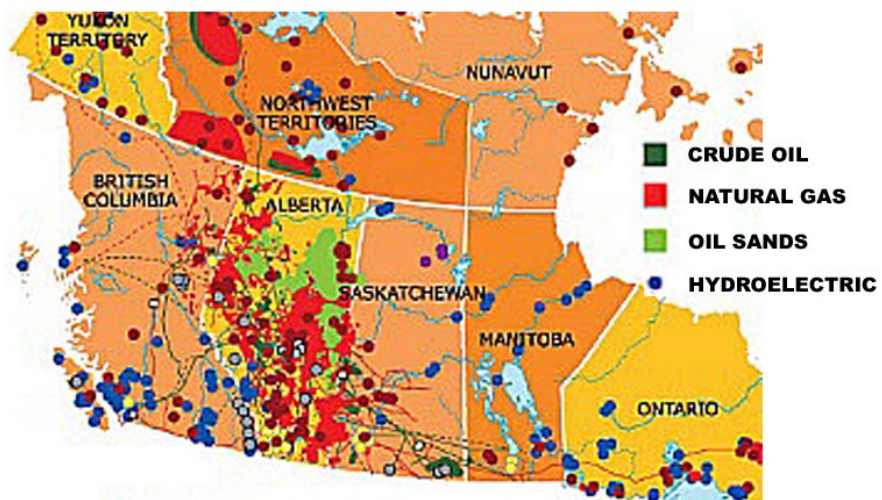 YUKON
TERRITORY
NUNAVUT
NORTHWEST
TERRITORIES
CRUDE OIL
BRITISH
COLUMBIA
ALBERTA
NATURAL GAS
OIL SANDS
SASKATCHEWAN
HYDROELECTRIC
MANITOBA
ONTARIO